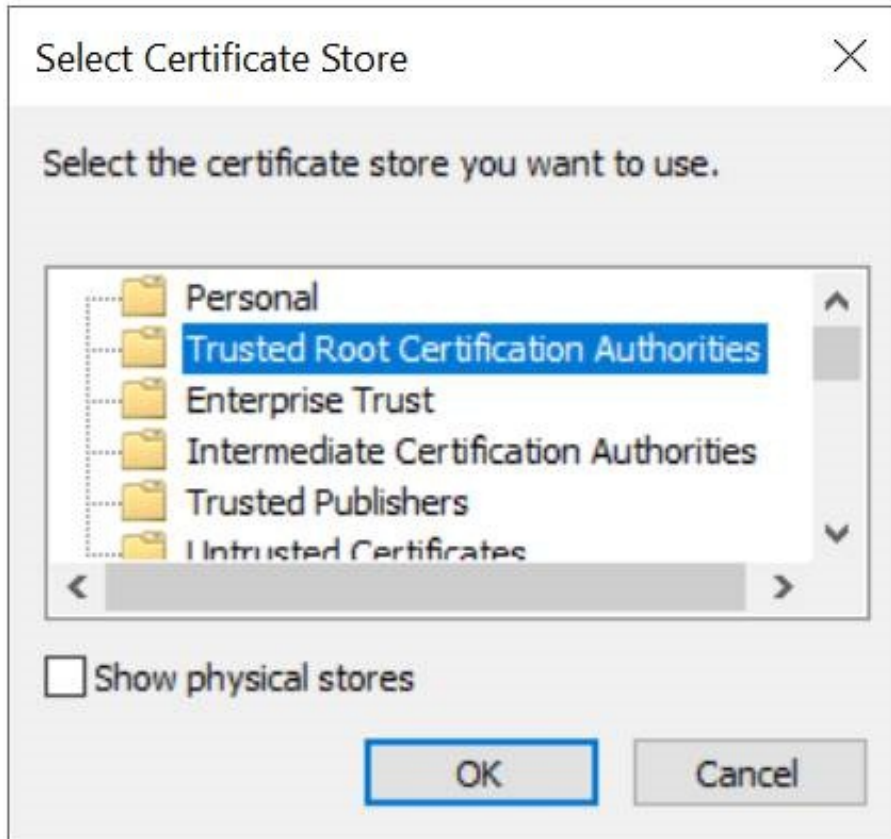 Select Certificate Store
Select the certificate store you want to use.
Personal
Trusted Root Certification Authorities
Enterprise Trust
Intermediate Certification Authorities
Trusted Publishers
Untrusted Certificates
Show physical stores
OK
Cancel